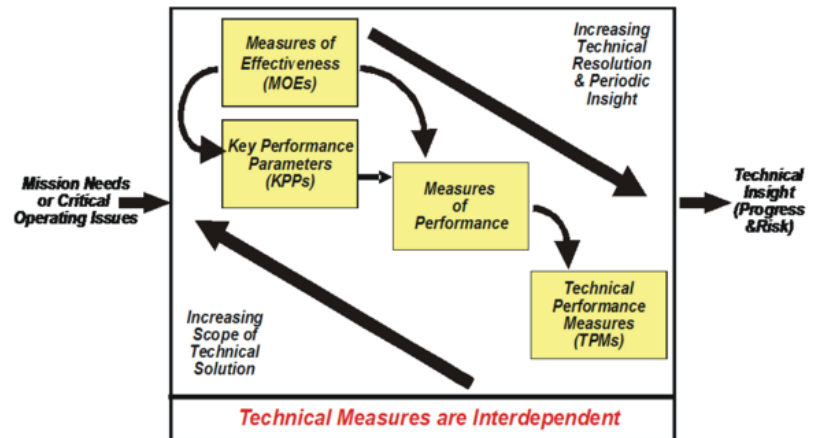 Measures of
Effectiveness
(MOEs)
Increasing
Technical
Resolution
& Periodic
Insight
Key Performance
Parameters
(KPPs)
Mission Needs
or Critical
Operating Issues
Measures
of
Performance
Technical
Insight
(Progress
&Risk)
Technical
Performance
Measures
(TPMs)
Increasing
Scope of
Technical
Solution
Technical Measures are Interdependent